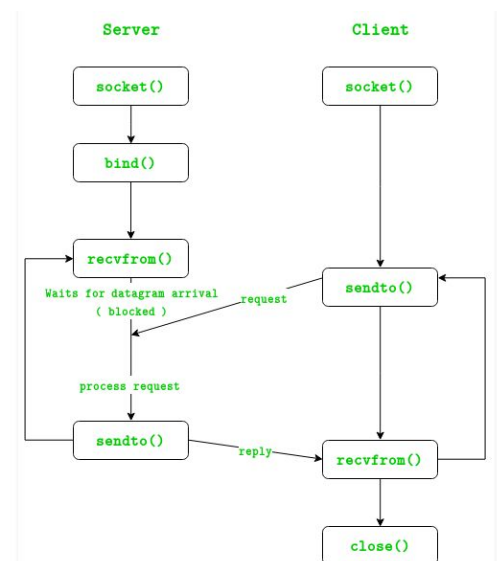 Server Client
socket() socket()
bind()
recvfrom()
Waits for datagram arrival
( blocked )
sendto()
request
process request
sendto()
reply
recvfrom()
close()